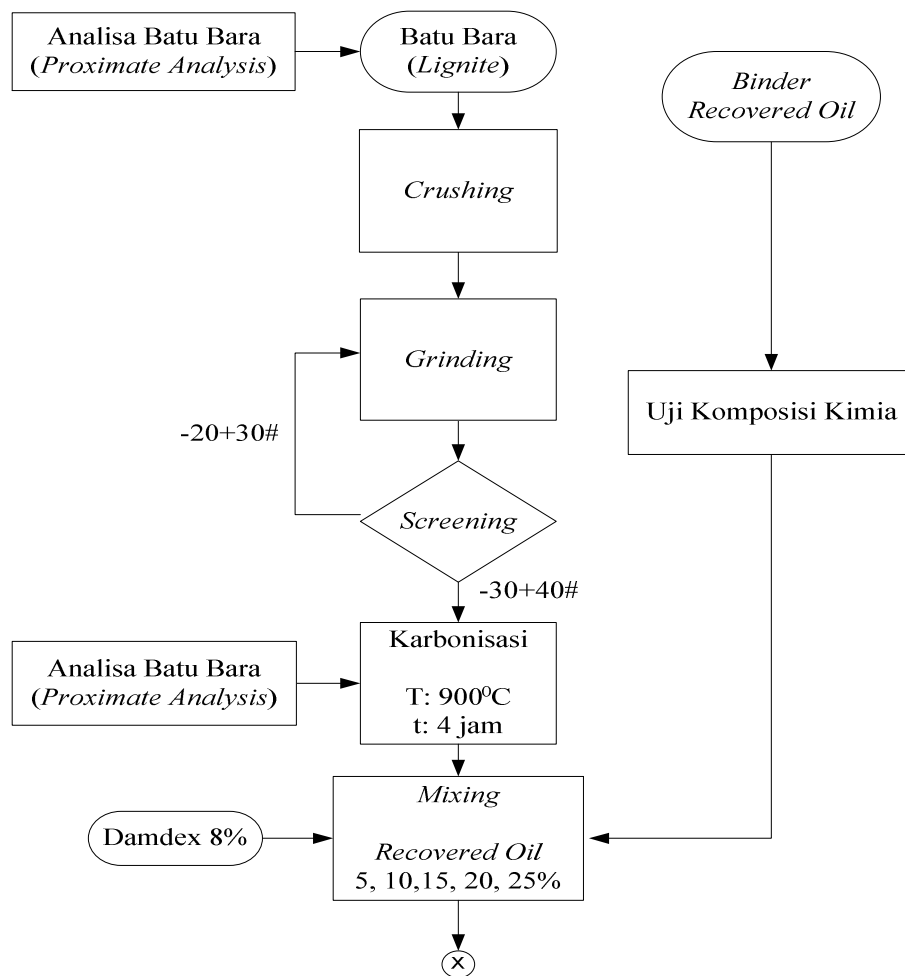 Analisa Batu Bara
(Proximate Analysis)
Batu Bara
(Lignite)
Binder
Recovered Oil
Crushing
Grinding
-20+30#
Uji Komposisi Kimia
Screening
-30+40#
Analisa Batu Bara
(Proximate Analysis)
Karbonisasi
T: 900⁰C
t: 4 jam
Damdex 8%
Mixing
Recovered Oil
5, 10,15, 20, 25%
x